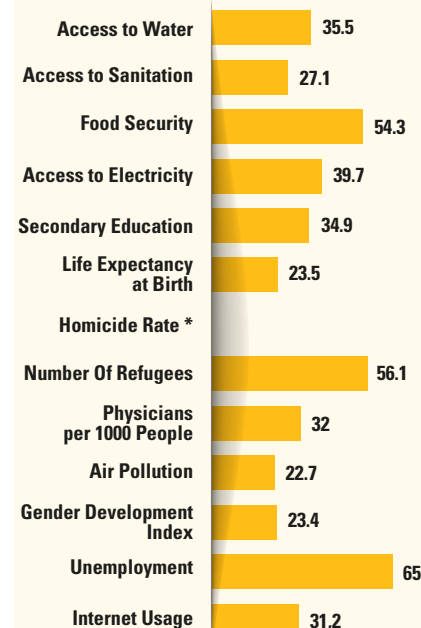 Access to Water 35.5
Access to Sanitation 27.1
Food Security 54.3
Access to Electricity 39.7
Secondary Education 34.9
Life Expectancy
at Birth 23.5
Homicide Rate *
Number Of Refugees 56.1
Physicians
per 1000 People 32
Air Pollution 22.7
Gender Development
Index 23.4
Unemployment 65
Internet Usage 31,2